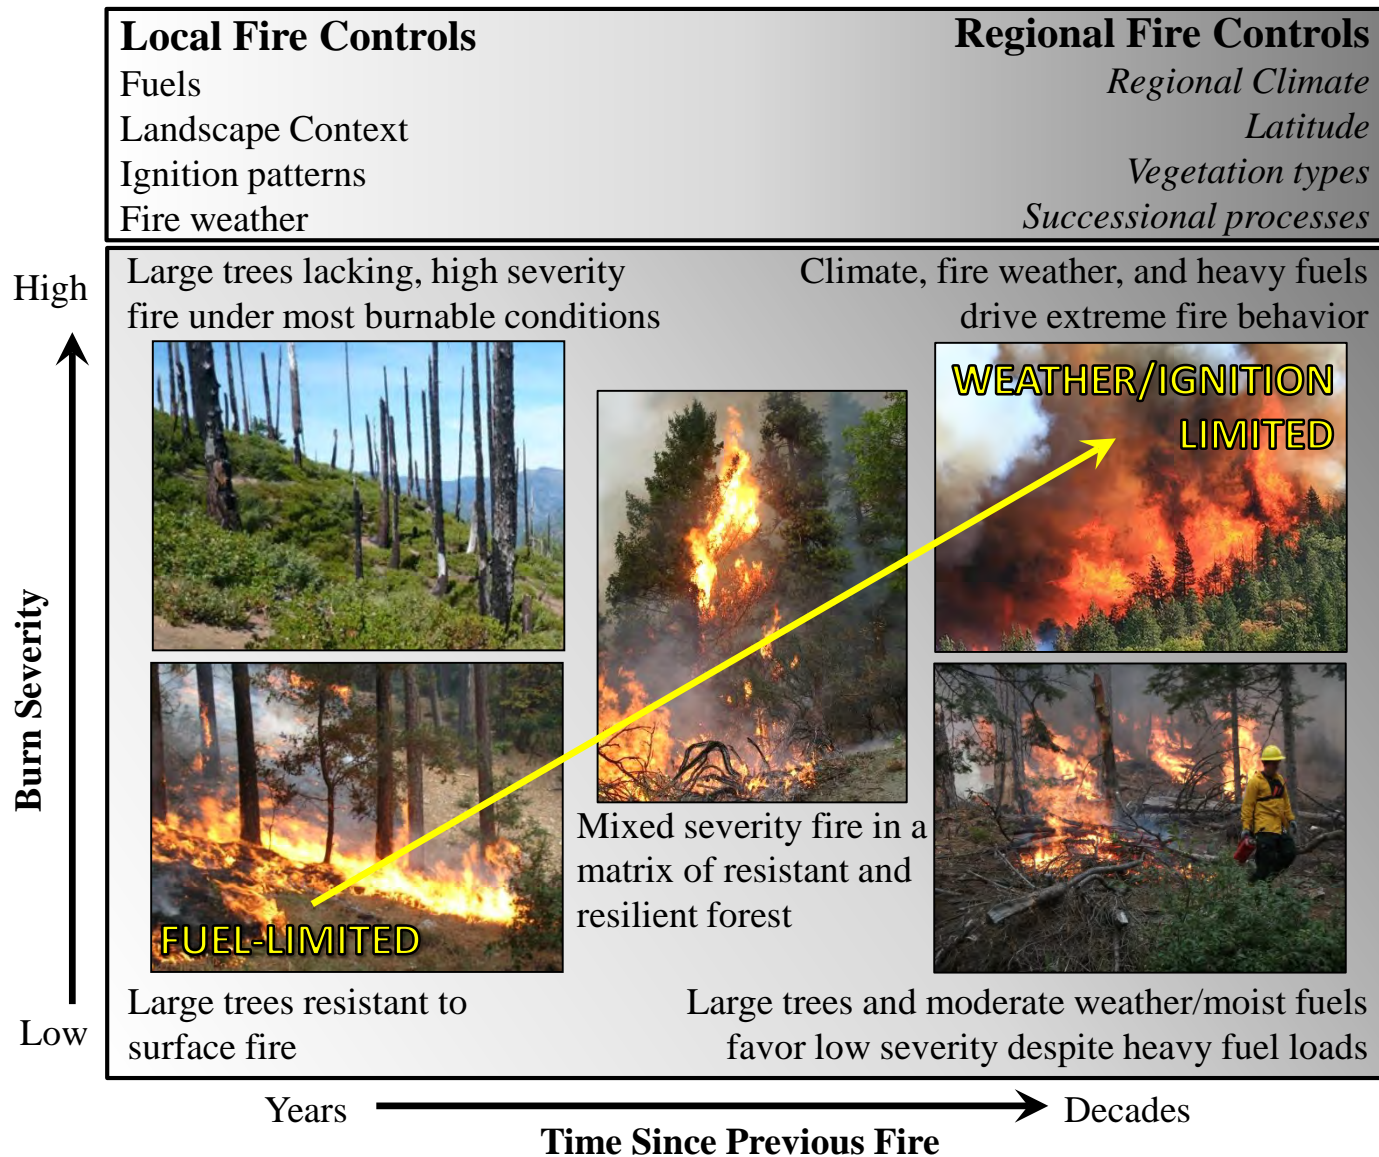 Local Fire Controls
Fuels
Landscape Context
Ignition patterns
Fire weather
Regional Fire Controls
Regional Climate
Latitude
Vegetation types
Successional processes
High
Burn Severity
Low
Large trees lacking, high severity
fire under most burnable conditions
Climate, fire weather, and heavy fuels
drive extreme fire behavior
WEATHER/IGNITION
LIMITED
Mixed severity fire in a
matrix of resistant and
resilient forest
FUEL-LIMITED
Large trees resistant to
surface fire
Large trees and moderate weather/moist fuels
favor low severity despite heavy fuel loads
Years
Decades
Time Since Previous Fire